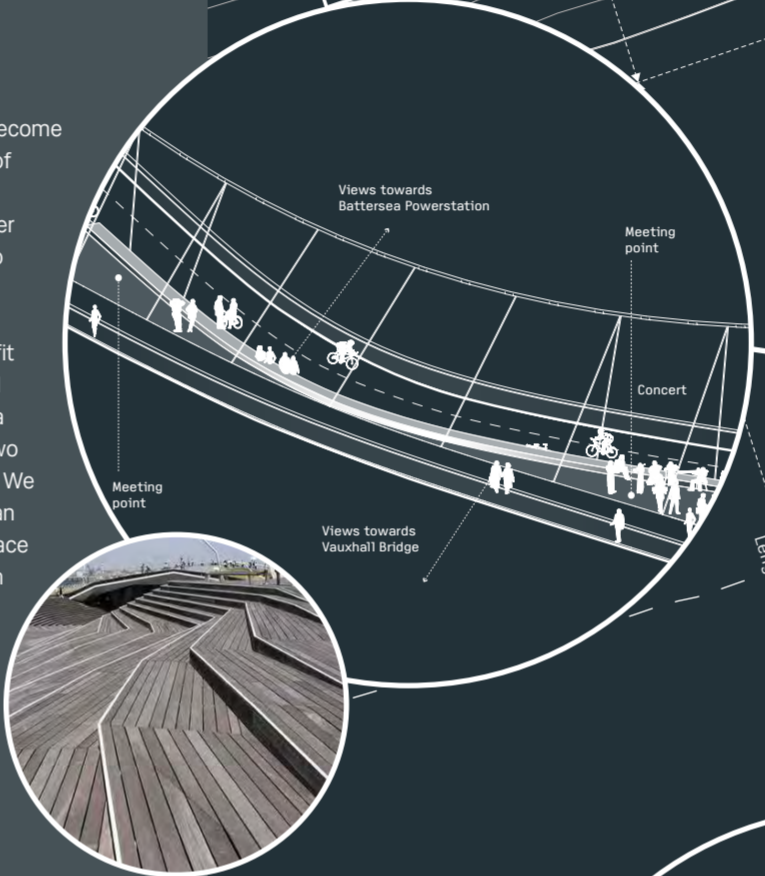 ecome
of
er
fit
a
wo
We
an
ace
Views towards
Battersea Powerstation
Meeting
point
Concert
Meeting
point
Views towards
Vauxhall Bridge